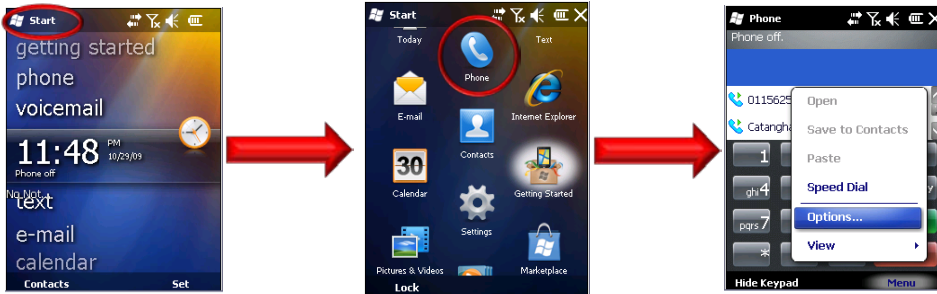 Start
getting started
phone
voicemail
11:48 PM
10/29/09
Phone off
No Not
text
e-mail
calendar
Contacts Set
Start
Today Text
Phone
E-mail Internet Explorer
Contacts
30
Calendar Getting Started
Settings
Pictures & Videos Marketplace
Lock
Phone
Phone off.
0115625
Catangha
Open
Save to Contacts
Paste
Speed Dial
Options...
View
1
ghi 4
pqrs 7
*
Hide Keypad Menu